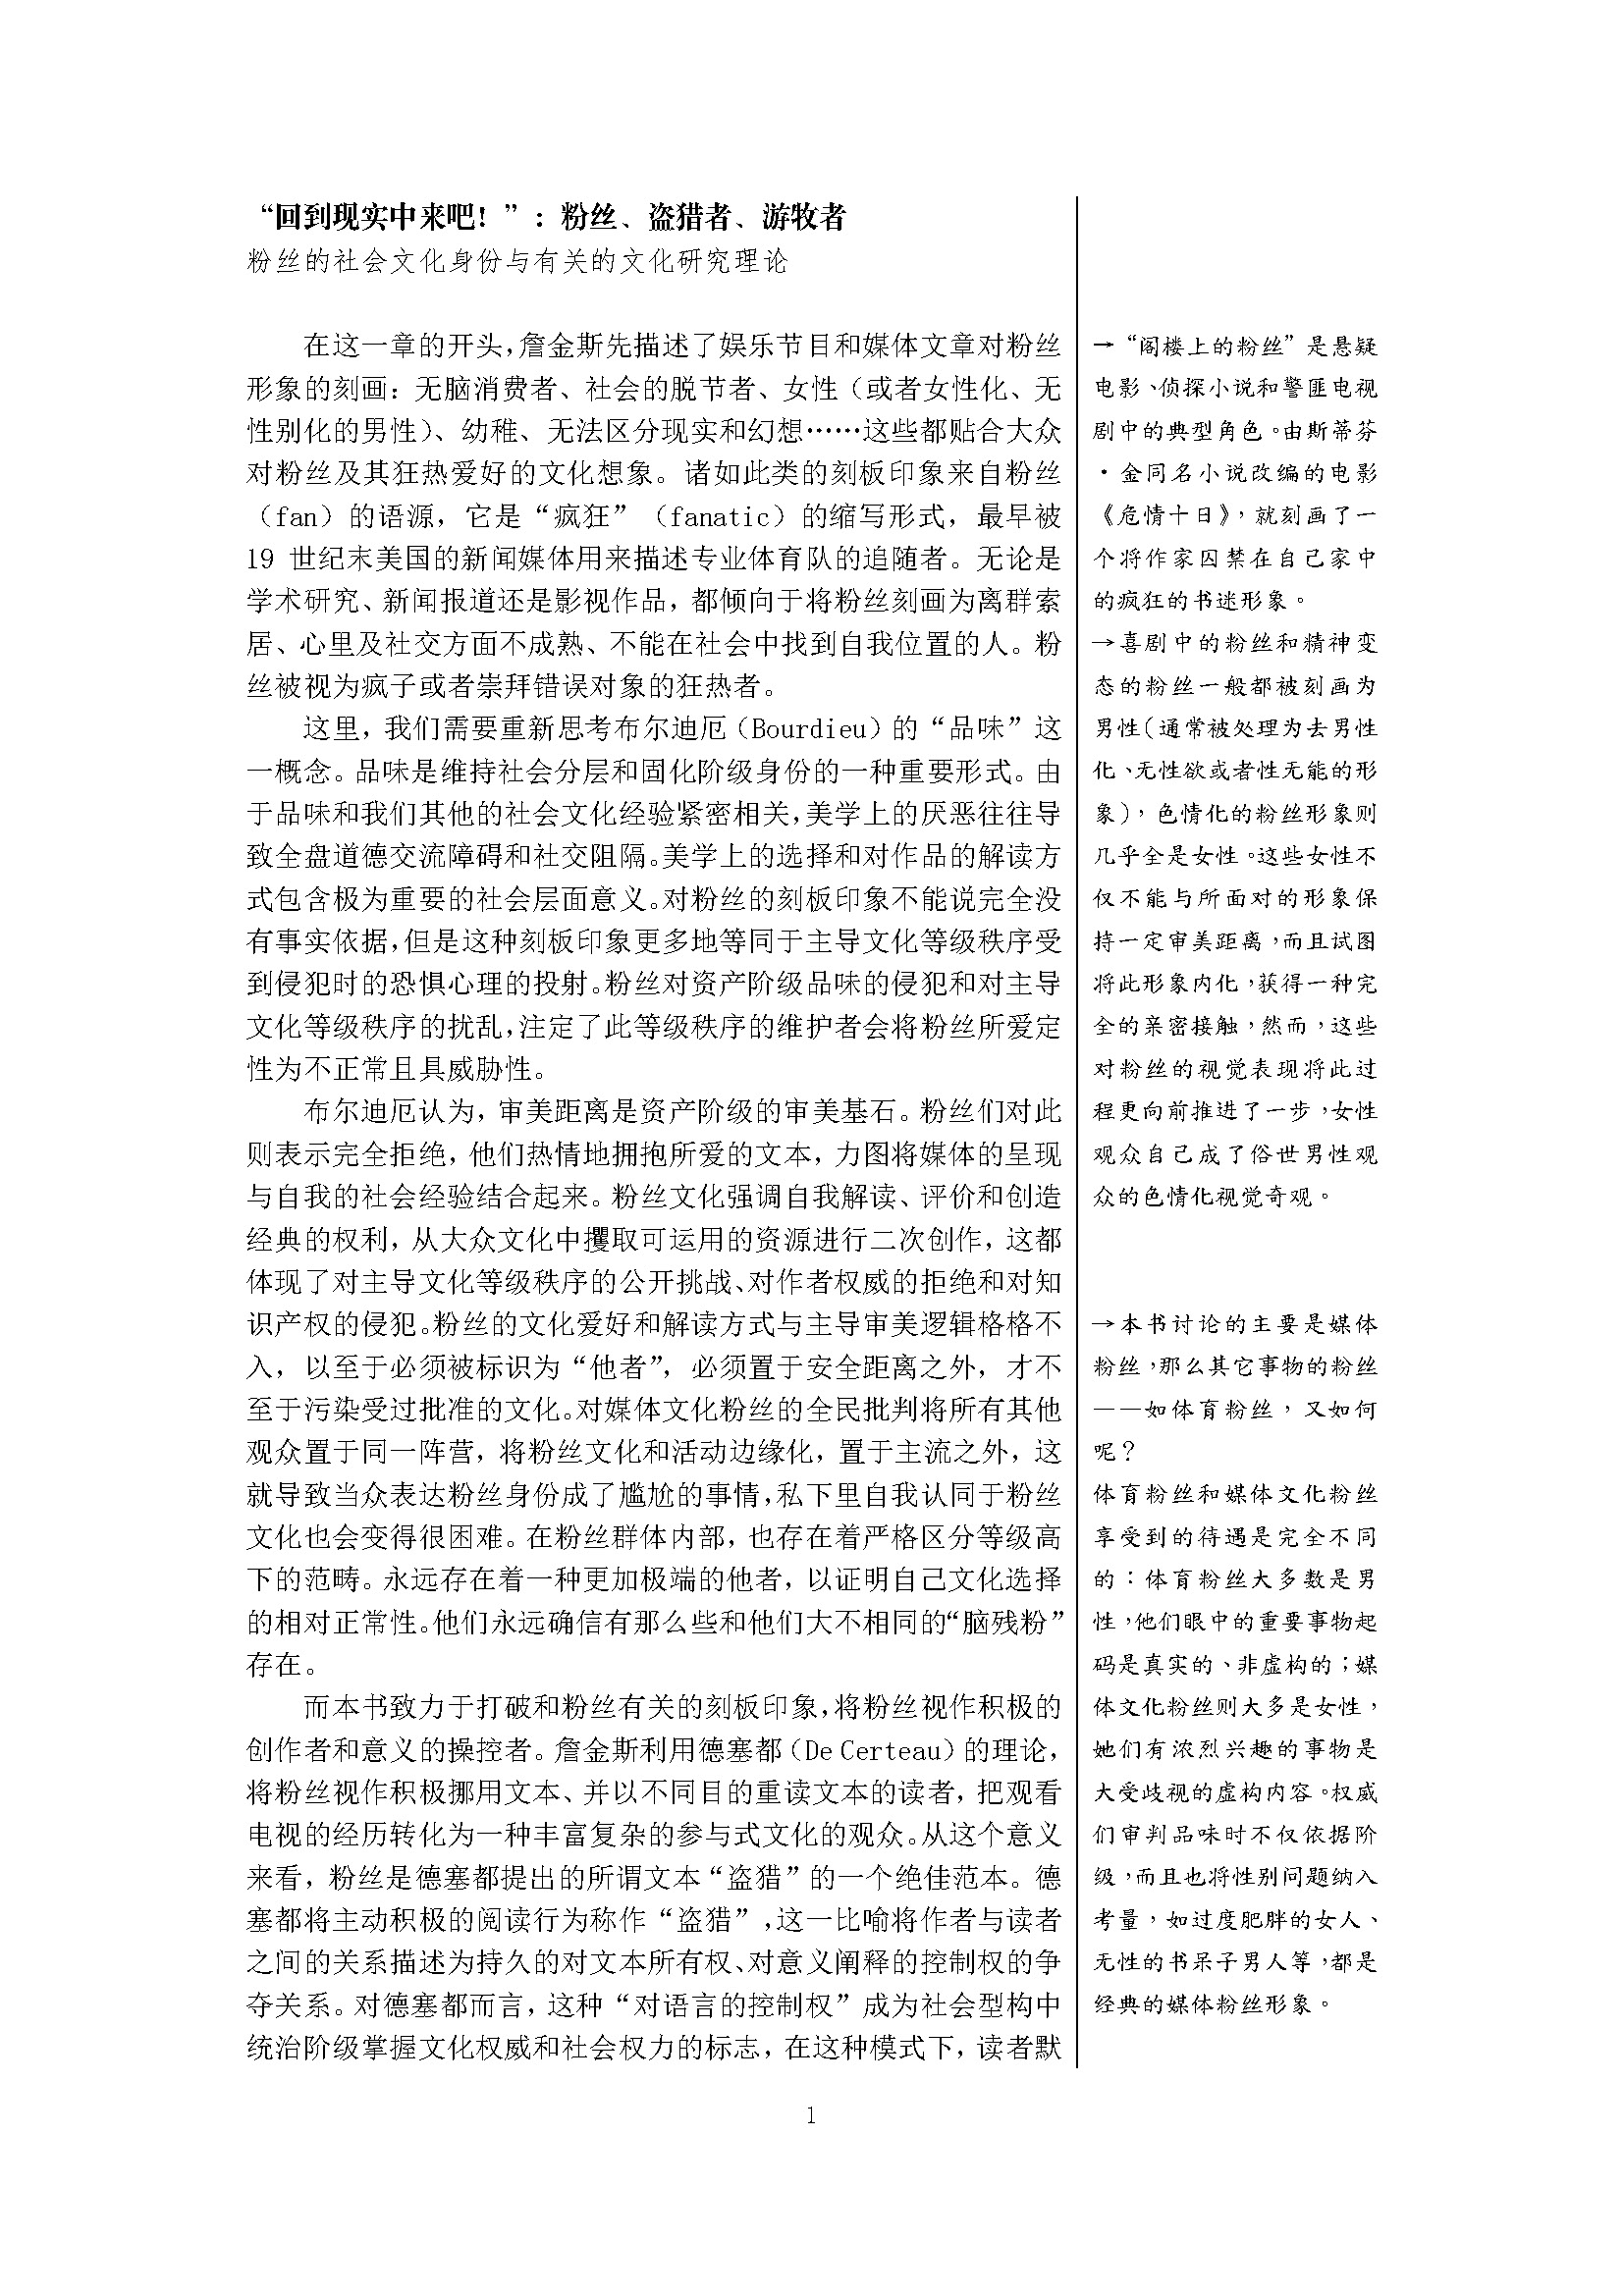 “回到现实中来吧！”：粉丝、盗猎者、游牧者
粉丝的社会文化身份与有关的文化研究理论
在这一章的开头，詹金斯先描述了娱乐节目和媒体文章对粉丝
形象的刻画：无脑消费者、社会的脱节者、女性（或者女性化、无
性别化的男性）、幼稚、无法区分现实和幻想……这些都贴合大众
对粉丝及其狂热爱好的文化想象。诸如此类的刻板印象来自粉丝
（fan）的语源，它是“疯狂”（fanatic）的缩写形式，最早被
19 世纪末美国的新闻媒体用来描述专业体育队的追随者。无论是
学术研究、新闻报道还是影视作品，都倾向于将粉丝刻画为离群索
居、心里及社交方面不成熟、不能在社会中找到自我位置的人。粉
丝被视为疯子或者崇拜错误对象的狂热者。
这里，我们需要重新思考布尔迪厄（Bourdieu）的“品味”这
一概念。品味是维持社会分层和固化阶级身份的一种重要形式。由
于品味和我们其他的社会文化经验紧密相关，美学上的厌恶往往导
致全盘道德交流障碍和社交阻隔。美学上的选择和对作品的解读方
式包含极为重要的社会层面意义。对粉丝的刻板印象不能说完全没
有事实依据，但是这种刻板印象更多地等同于主导文化等级秩序受
到侵犯时的恐惧心理的投射。粉丝对资产阶级品味的侵犯和对主导
文化等级秩序的扰乱，注定了此等级秩序的维护者会将粉丝所爱定
性为不正常且具威胁性。
布尔迪厄认为，审美距离是资产阶级的审美基石。粉丝们对此
则表示完全拒绝，他们热情地拥抱所爱的文本，力图将媒体的呈现
与自我的社会经验结合起来。粉丝文化强调自我解读、评价和创造
经典的权利，从大众文化中攫取可运用的资源进行二次创作，这都
体现了对主导文化等级秩序的公开挑战、对作者权威的拒绝和对知
识产权的侵犯。粉丝的文化爱好和解读方式与主导审美逻辑格格不
入，以至于必须被标识为“他者”，必须置于安全距离之外，才不
至于污染受过批准的文化。对媒体文化粉丝的全民批判将所有其他
观众置于同一阵营，将粉丝文化和活动边缘化，置于主流之外，这
就导致当众表达粉丝身份成了尴尬的事情，私下里自我认同于粉丝
文化也会变得很困难。在粉丝群体内部，也存在着严格区分等级高
下的范畴。永远存在着一种更加极端的他者，以证明自己文化选择
的相对正常性。他们永远确信有那么些和他们大不相同的“脑残粉”
存在。
而本书致力于打破和粉丝有关的刻板印象，将粉丝视作积极的
创作者和意义的操控者。詹金斯利用德塞都（De Certeau）的理论，
将粉丝视作积极挪用文本、并以不同目的重读文本的读者，把观看
电视的经历转化为一种丰富复杂的参与式文化的观众。从这个意义
来看，粉丝是德塞都提出的所谓文本“盗猎”的一个绝佳范本。德
塞都将主动积极的阅读行为称作“盗猎”，这一比喻将作者与读者
之间的关系描述为持久的对文本所有权、对意义阐释的控制权的争
夺关系。对德塞都而言，这种“对语言的控制权”成为社会型构中
统治阶级掌握文化权威和社会权力的标志，在这种模式下，读者默
→“阁楼上的粉丝”是悬疑
电影、侦探小说和警匪电视
剧中的典型角色。由斯蒂芬
·金同名小说改编的电影
《危情十日》，就刻画了一
个将作家囚禁在自己家中
的疯狂的书迷形象。
→喜剧中的粉丝和精神变
态的粉丝一般都被刻画为
男性（通常被处理为去男性
化、无性欲或者性无能的形
象），色情化的粉丝形象则
几乎全是女性。这些女性不
仅不能与所面对的形象保
持一定审美距离，而且试图
将此形象内化，获得一种完
全的亲密接触，然而，这些
对粉丝的视觉表现将此过
程更向前推进了一步，女性
观众自己成了俗世男性观
众的色情化视觉奇观。
→本书讨论的主要是媒体
粉丝，那么其它事物的粉丝
——如体育粉丝，又如何
呢？
体育粉丝和媒体文化粉丝
享受到的待遇是完全不同
的：体育粉丝大多数是男
性，他们眼中的重要事物起
码是真实的、非虚构的；媒
体文化粉丝则大多是女性，
她们有浓烈兴趣的事物是
大受歧视的虚构内容。权威
们审判品味时不仅依据阶
级，而且也将性别问题纳入
考量，如过度肥胖的女人、
无性的书呆子男人等，都是
经典的媒体粉丝形象。
1